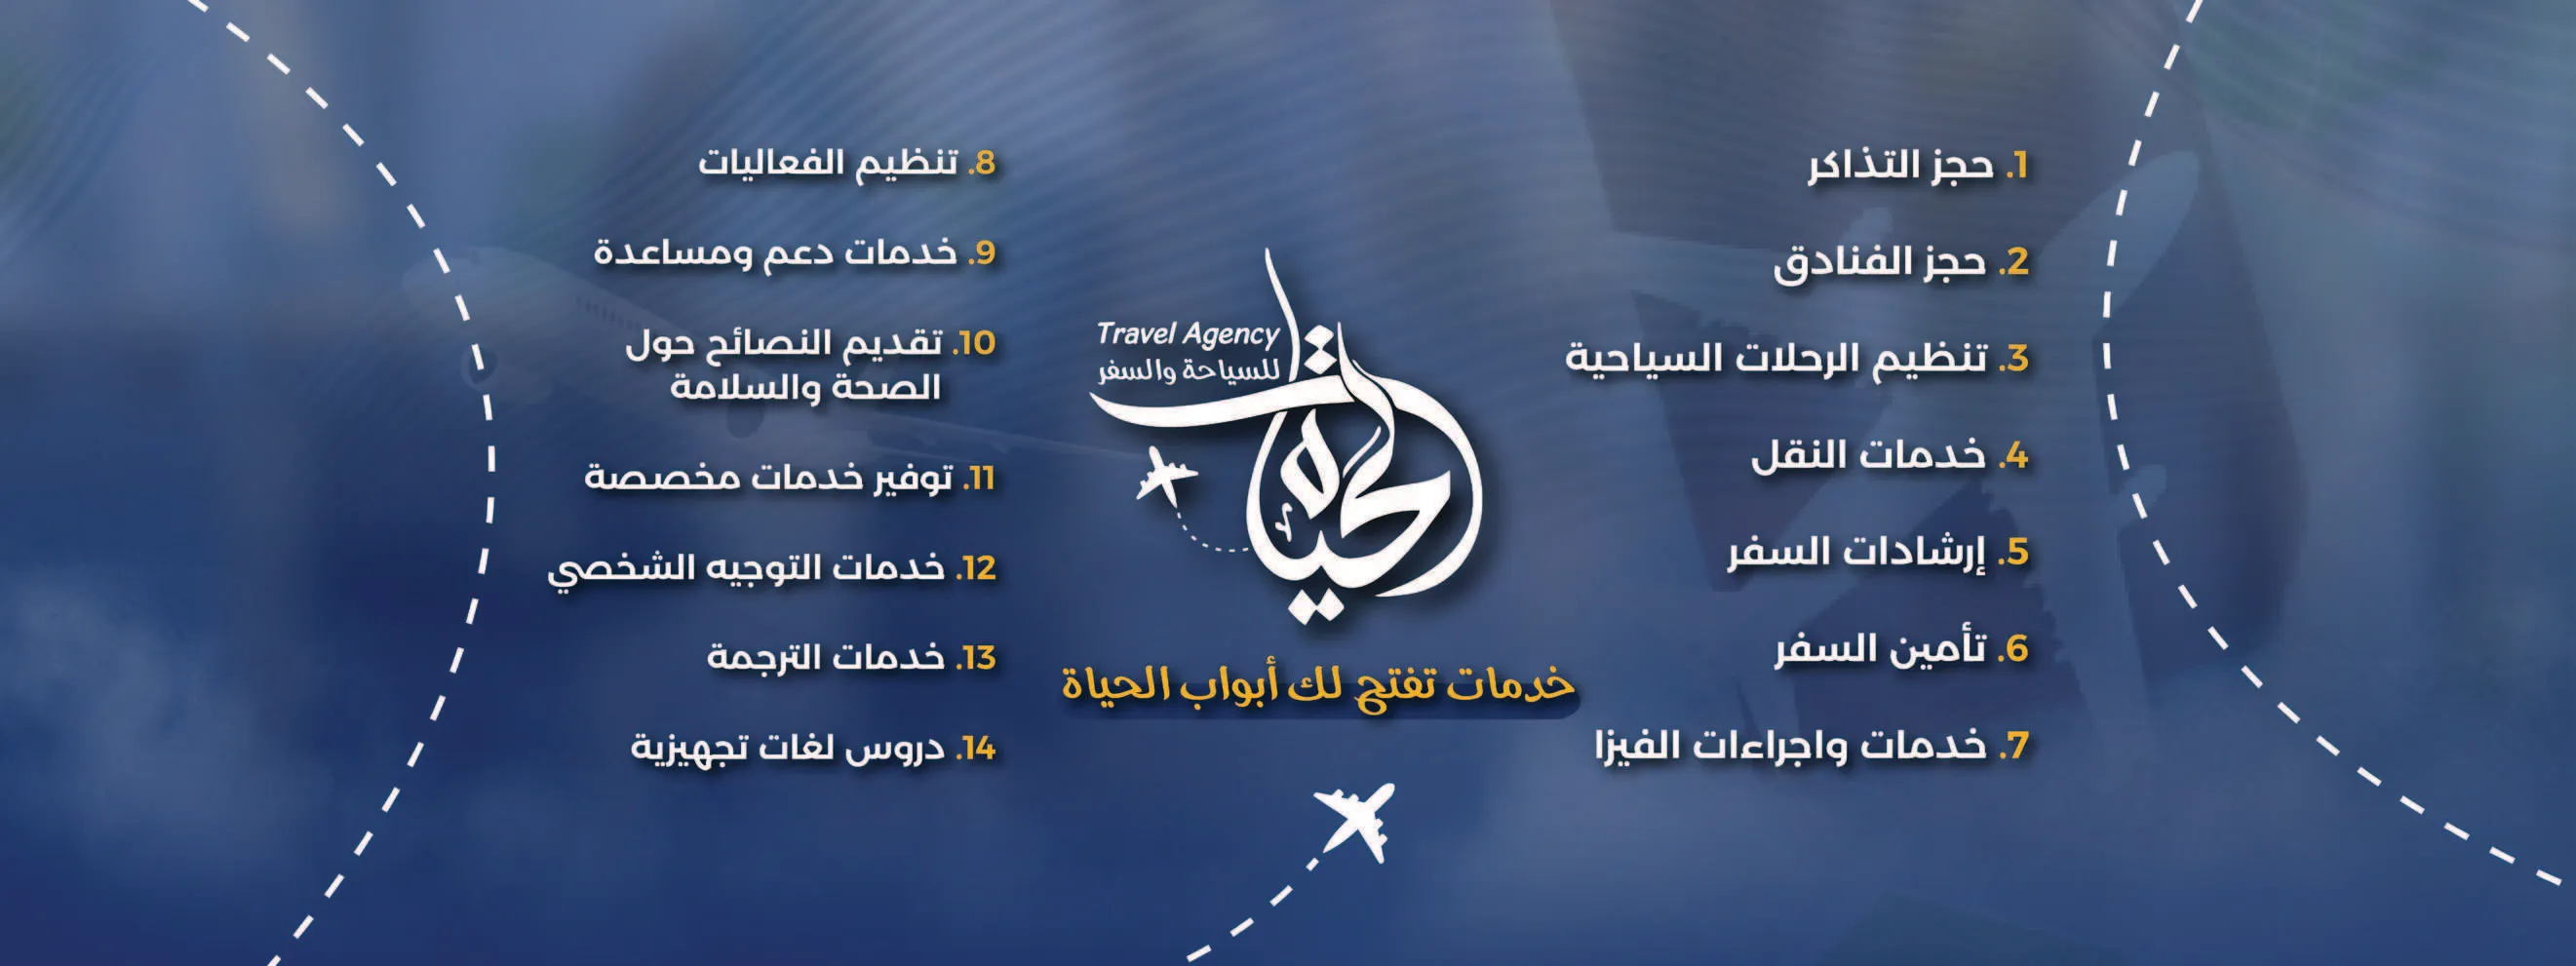 1. حجز التذاكر
2. حجز الفنادق
3. تنظيم الرحلات السياحية
4. خدمات النقل
5. إرشادات السفر
6. تأمين السفر
7. خدمات واجراءات الفيزا
Travel Agency
للسياحة والسفر
الحياة
خدمات تفتح لك أبواب الحياة
8. تنظيم الفعاليات
9. خدمات دعم ومساعدة
10. تقديم النصائح حول
الصحة والسلامة
11. توفير خدمات مخصصة
12. خدمات التوجيه الشخصي
13. خدمات الترجمة
14. دروس لغات تجهيزية